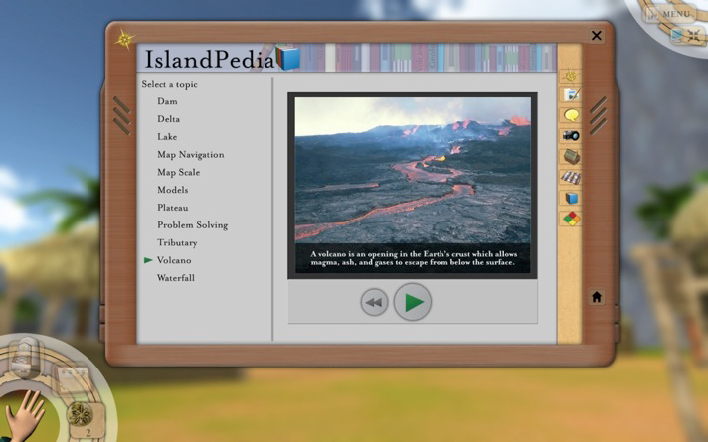 MENU
IslandPedia
Select a topic
Dam
Delta
Lake
Map Navigation
Map Scale
Models
Plateau
Problem Solving
Tributary
Volcano
Waterfall
A volcano is an opening in the Earth's crust which allows
magma, ash, and gases to escape from below the surface.
2